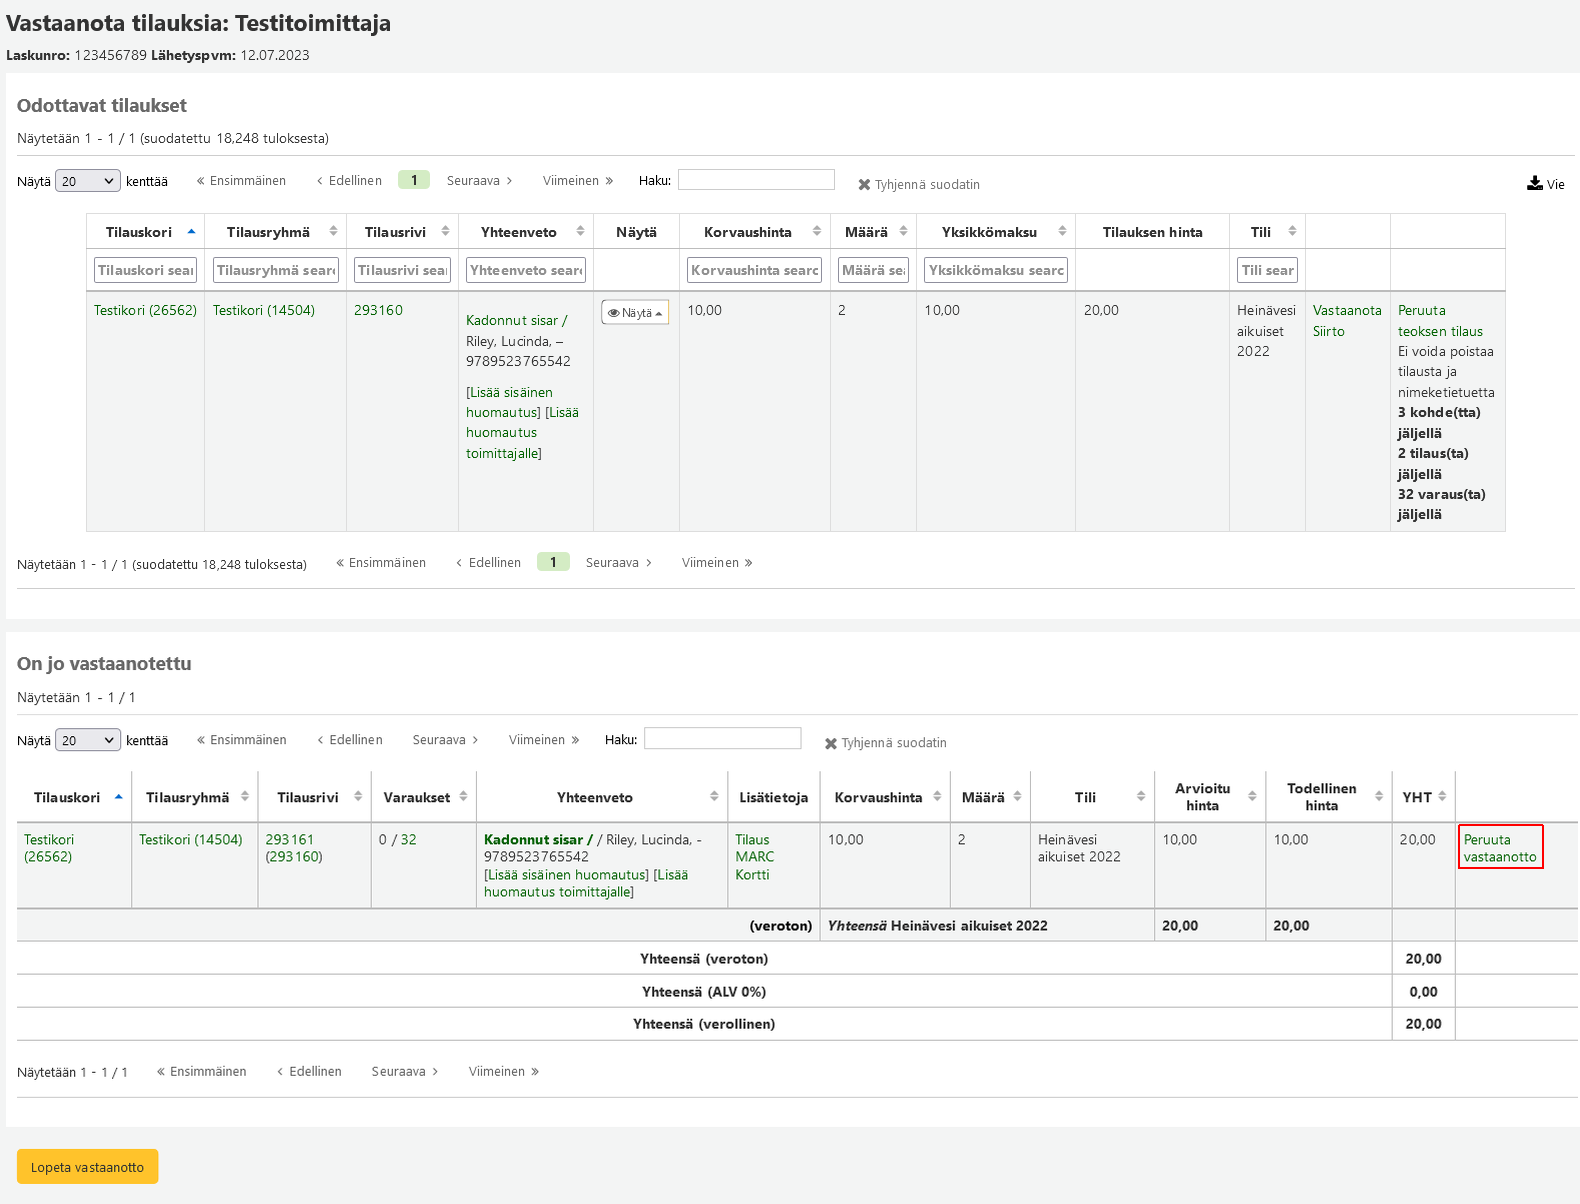 Vastaanota tilauksia: Testitoimittaja
Laskunro: 123456789 Lähetyspvm: 12.07.2023
Odottavat tilaukset
Näytetään 1 - 1 / 1 (suodatettu 18,248 tuloksesta)
Näytä 20 kenttää « Ensimmäinen ‹ Edellinen 1 Seuraava › Viimeinen » Haku: ✖ Tyhjennä suodatin Vie
Tilauskori Tilausryhmä Tilausrivi Yhteenveto Näytä Korvaushinta Määrä Yksikkömaksu Tilauksen hinta Tili
Tilauskori sear Tilausryhmä searc Tilausrivi sear Yhteenveto searc Korvaushinta searc Määrä sea Yksikkömaksu searc Tili sear
Testikori (26562) Testikori (14504) 293160 Kadonnut sisar / Näytä 10,00 2 10,00 20,00 Heinävesi Vastaanota Peruuta
Riley, Lucinda, – aikuiset Siirto teoksen tilaus
9789523765542 2022 Ei voida poistaa
tilausta ja
[Lisää sisäinen nimeketietuetta
huomautus] [Lisää 3 kohde(tta)
huomautus jäljellä
toimittajalle] 2 tilaus(ta)
jäljellä
32 varaus(ta)
jäljellä
Näytetään 1 - 1 / 1 (suodatettu 18,248 tuloksesta) « Ensimmäinen ‹ Edellinen 1 Seuraava › Viimeinen »
On jo vastaanotettu
Näytetään 1 - 1 / 1
Näytä 20 kenttää « Ensimmäinen ‹ Edellinen Seuraava › Viimeinen » Haku: ✖ Tyhjennä suodatin
Tilauskori Tilausryhmä Tilausrivi Varaukset Yhteenveto Lisätietoja Korvaushinta Määrä Tili Arvioitu hinta Todellinen hinta YHT
Testikori Testikori (14504) 293161 0 / 32 Kadonnut sisar / / Riley, Lucinda, - Tilaus 10,00 2 Heinävesi 10,00 10,00 20,00 Peruuta
(26562) (293160) 9789523765542 MARC aikuiset 2022 vastaanotto
[Lisää sisäinen huomautus] [Lisää Kortti
huomautus toimittajalle]
(veroton) Yhteensä Heinävesi aikuiset 2022 20,00 20,00
Yhteensä (veroton) 20,00
Yhteensä (ALV 0%) 0,00
Yhteensä (verollinen) 20,00
Näytetään 1 - 1 / 1 « Ensimmäinen ‹ Edellinen Seuraava › Viimeinen »
Lopeta vastaanotto